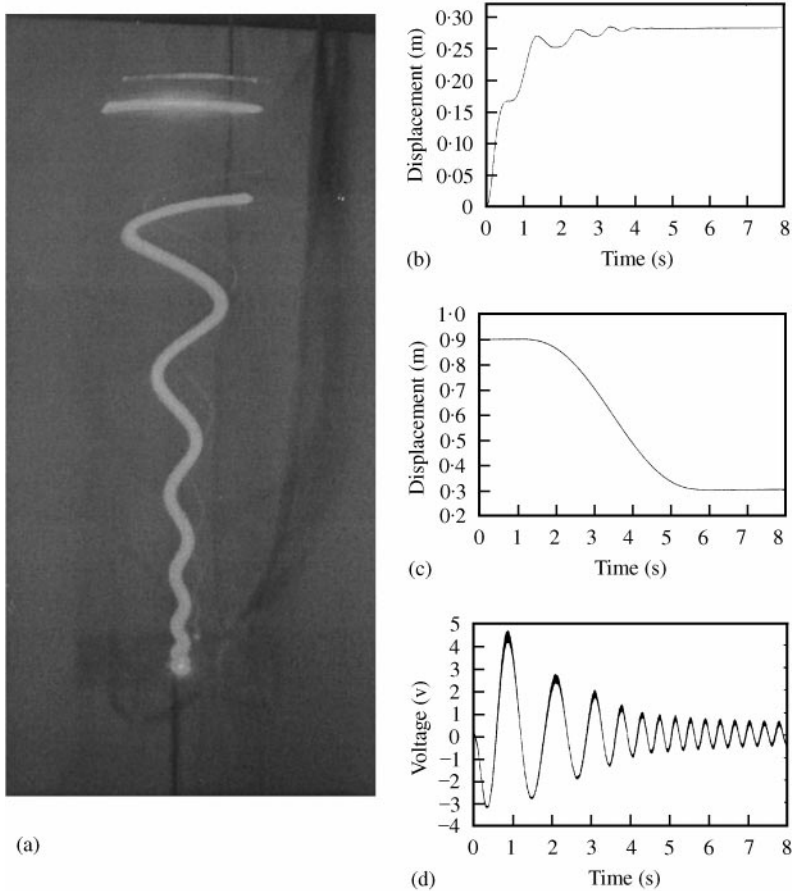 0·30
0·25
0·20
0·15
0·10
0·05
0
Displacement (m)
0 1 2 3 4 5 6 7 8
(b) Time (s)
1·0
0·9
0·8
0·7
0·6
0·5
0·4
0·3
0·2
Displacement (m)
0 1 2 3 4 5 6 7 8
(c) Time (s)
5
4
3
2
1
0
−1
−2
−3
−4
Voltage (v)
0 1 2 3 4 5 6 7 8
(a)
(d) Time (s)